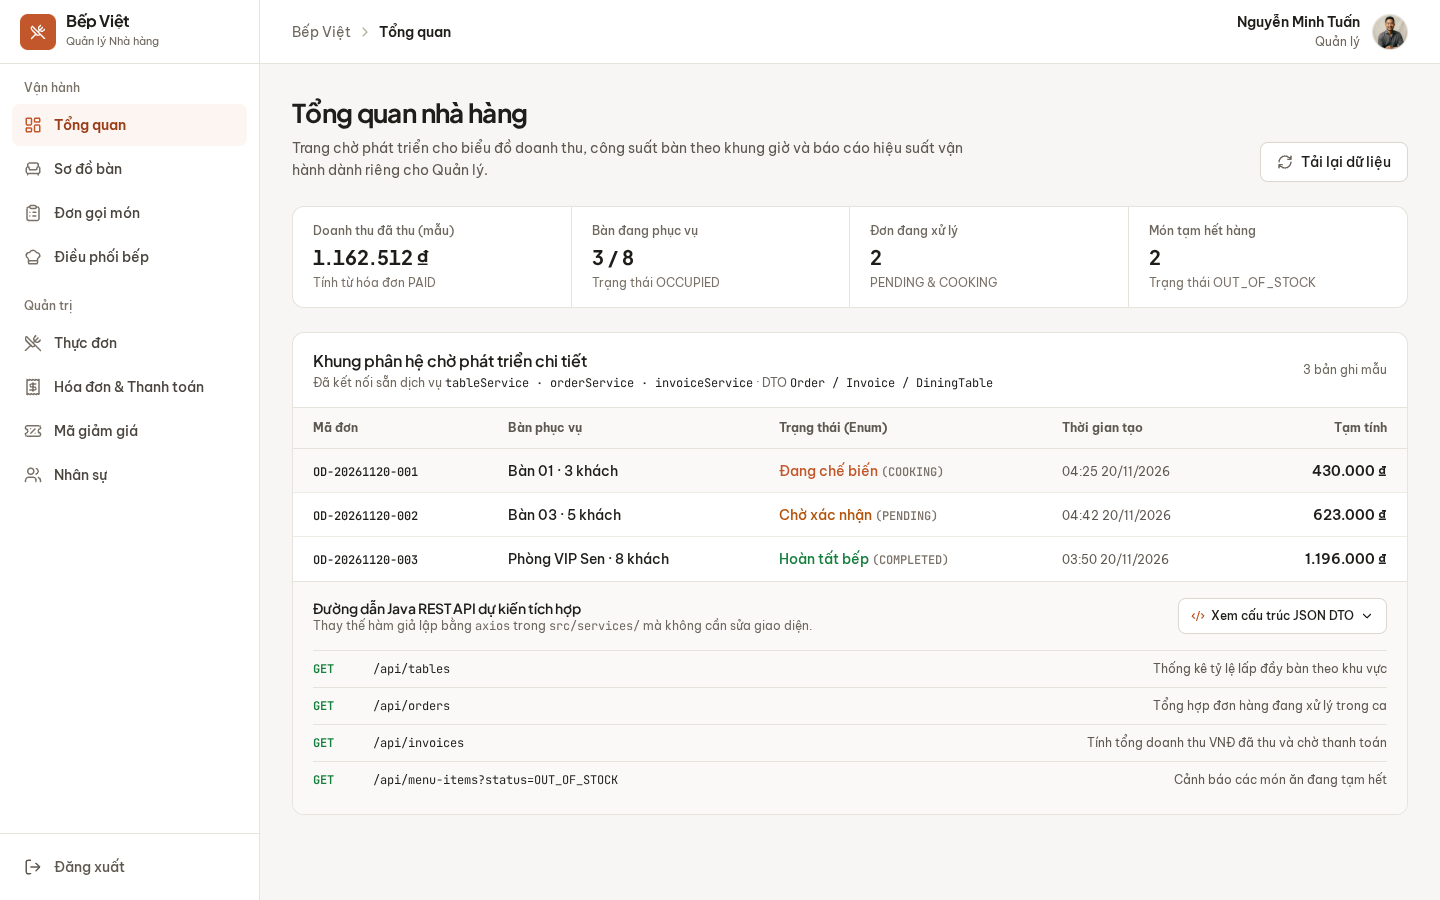 Bếp Việt
Quản lý Nhà hàng
Vận hành
Tổng quan
Sơ đồ bàn
Đơn gọi món
Điều phối bếp
Quản trị
Thực đơn
Hóa đơn & Thanh toán
Mã giảm giá
Nhân sự
Đăng xuất
Bếp Việt > Tổng quan
Nguyễn Minh Tuấn
Quản lý
Tổng quan nhà hàng
Trang chờ phát triển cho biểu đồ doanh thu, công suất bàn theo khung giờ và báo cáo hiệu suất vận
hành dành riêng cho Quản lý.
Tải lại dữ liệu
Doanh thu đã thu (mẫu)
1.162.512 ₫
Tính từ hóa đơn PAID
Bàn đang phục vụ
3 / 8
Trạng thái OCCUPIED
Đơn đang xử lý
2
PENDING & COOKING
Món tạm hết hàng
2
Trạng thái OUT_OF_STOCK
Khung phân hệ chờ phát triển chi tiết
Đã kết nối sẵn dịch vụ tableService · orderService · invoiceService · DTO Order / Invoice / DiningTable
3 bản ghi mẫu
Mã đơn Bàn phục vụ Trạng thái (Enum) Thời gian tạo Tạm tính
OD-20261120-001 Bàn 01 · 3 khách Đang chế biến (COOKING) 04:25 20/11/2026 430.000 ₫
OD-20261120-002 Bàn 03 · 5 khách Chờ xác nhận (PENDING) 04:42 20/11/2026 623.000 ₫
OD-20261120-003 Phòng VIP Sen · 8 khách Hoàn tất bếp (COMPLETED) 03:50 20/11/2026 1.196.000 ₫
Đường dẫn Java REST API dự kiến tích hợp
Thay thế hàm giả lập bằng axios trong src/services/ mà không cần sửa giao diện.
</> Xem cấu trúc JSON DTO
GET /api/tables Thống kê tỷ lệ lấp đầy bàn theo khu vực
GET /api/orders Tổng hợp đơn hàng đang xử lý trong ca
GET /api/invoices Tính tổng doanh thu VNĐ đã thu và chờ thanh toán
GET /api/menu-items?status=OUT_OF_STOCK Cảnh báo các món ăn đang tạm hết